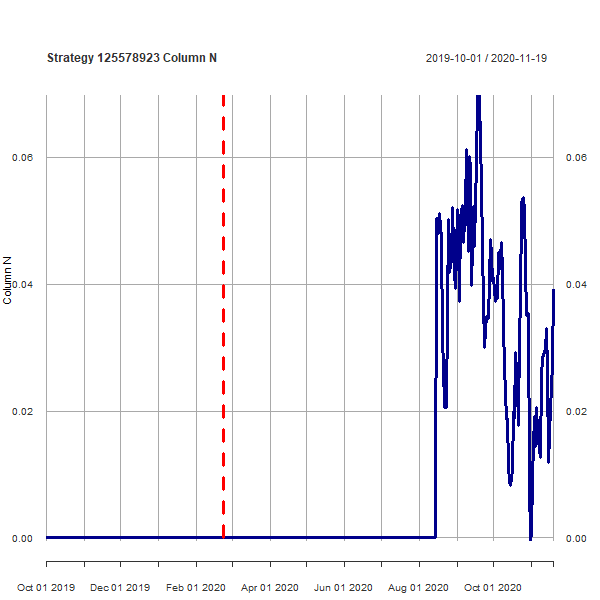 Strategy 125578923 Column N
2019-10-01 / 2020-11-19
Column N
0.06
0.06
0.04
0.04
0.02
0.02
0.00
0.00
Oct 01 2019
Dec 01 2019
Feb 01 2020
Apr 01 2020
Jun 01 2020
Aug 01 2020
Oct 01 2020